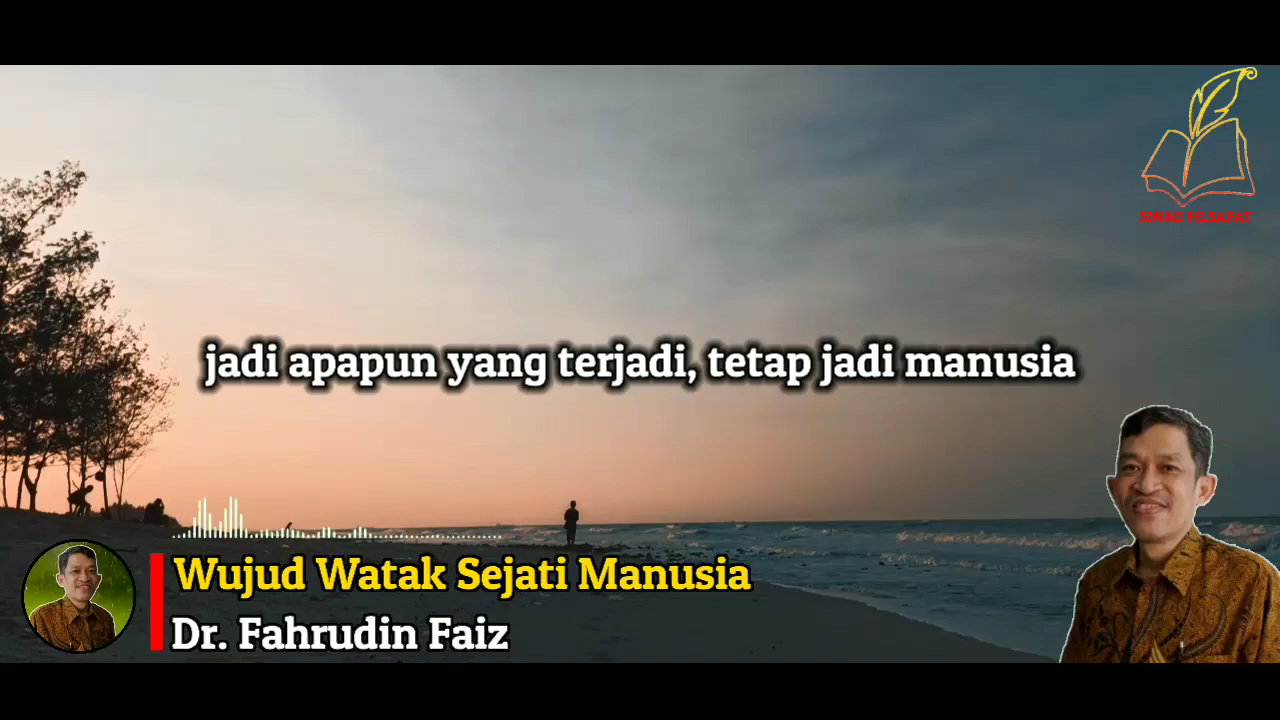 SINAU FILSAFAT
jadi apapun yang terjadi, tetap jadi manusia
Wujud Watak Sejati Manusia
Dr. Fahrudin Faiz